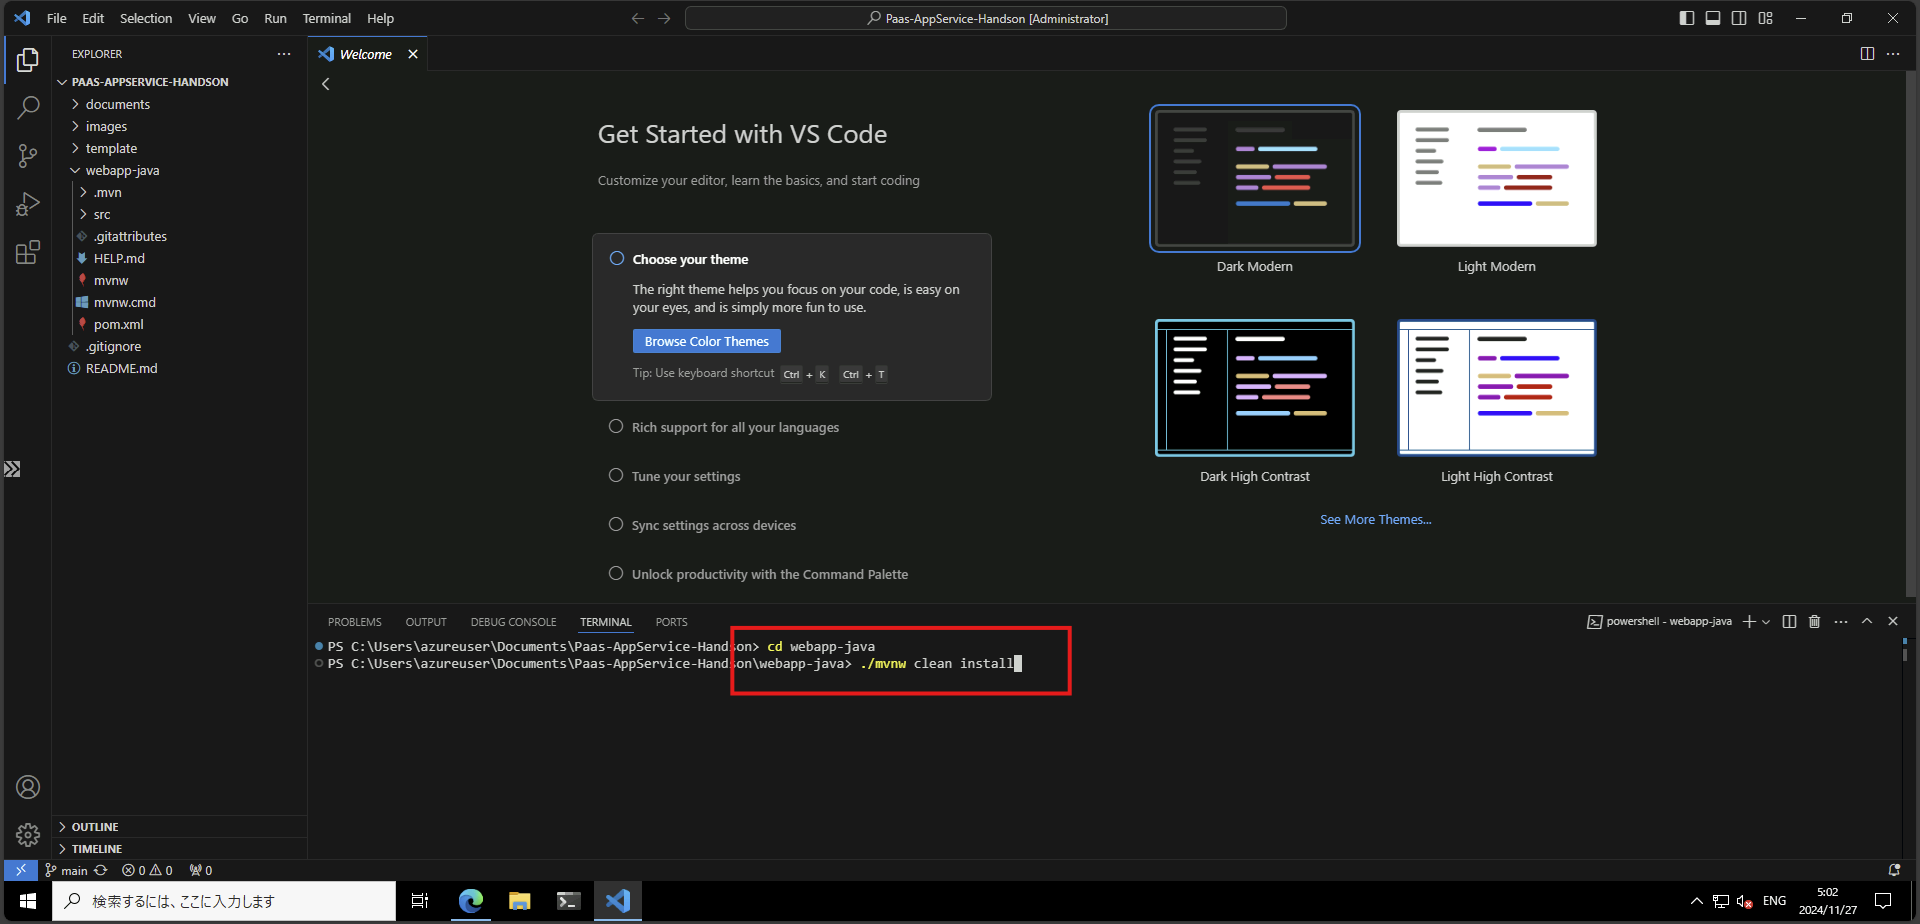 File Edit Selection View Go Run Terminal Help
Paas-AppService-Handson [Administrator]
EXPLORER
PAAS-APPSERVICE-HANDSON
documents
images
template
webapp-java
.mvn
src
.gitattributes
HELP.md
mvnw
mvnw.cmd
pom.xml
.gitignore
README.md
OUTLINE
TIMELINE
Welcome
Get Started with VS Code
Customize your editor, learn the basics, and start coding
Choose your theme
The right theme helps you focus on your code, is easy on
your eyes, and is simply more fun to use.
Browse Color Themes
Tip: Use keyboard shortcut Ctrl + K Ctrl + T
Rich support for all your languages
Tune your settings
Sync settings across devices
Unlock productivity with the Command Palette
Dark Modern
Light Modern
Dark High Contrast
Light High Contrast
See More Themes...
PROBLEMS OUTPUT DEBUG CONSOLE TERMINAL PORTS
powershell - webapp-java
PS C:\Users\azureuser\Documents\Paas-AppService-Handson> cd webapp-java
PS C:\Users\azureuser\Documents\Paas-AppService-Handson\webapp-java> ./mvnw clean install
main 0 0 0
検索するには、ここに入力します
ENG
5:02
2024/11/27